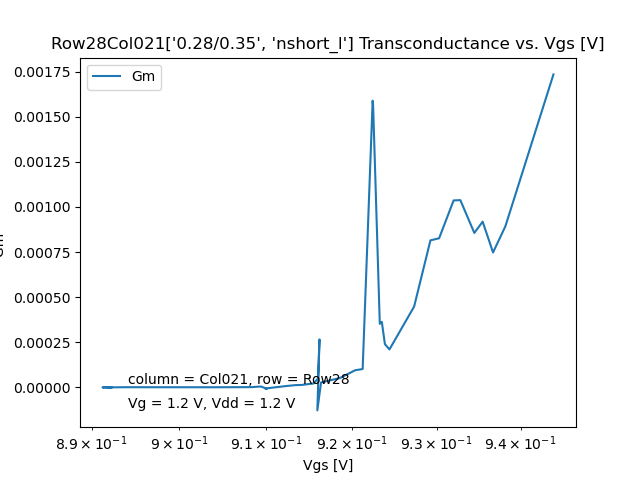 Row28Col021['0.28/0.35', 'nshort_l'] Transconductance vs. Vgs [V]
Gm
0.00175
0.00150
0.00125
0.00100
0.00075
0.00050
0.00025
0.00000
column = Col021, row = Row28
Vg = 1.2 V, Vdd = 1.2 V
8.9 × 10⁻¹ 9 × 10⁻¹ 9.1 × 10⁻¹ 9.2 × 10⁻¹ 9.3 × 10⁻¹ 9.4 × 10⁻¹
Vgs [V]